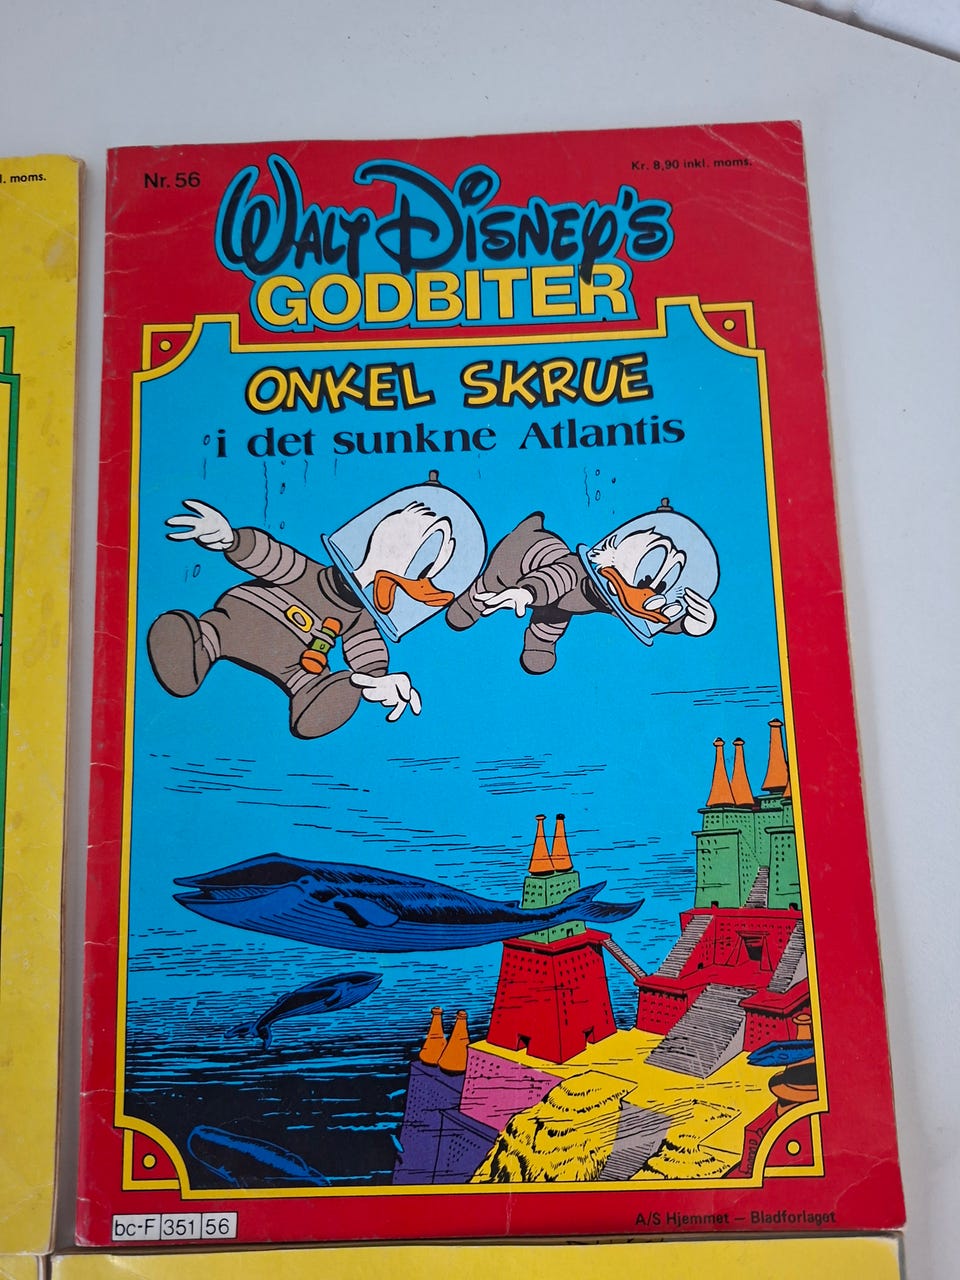 l. moms.
Nr. 56
Kr. 8,90 inkl. moms.
WALT DISNEY'S
GODBITER
ONKEL SKRUE
i det sunkne Atlantis
bc-F 351 56
A/S Hjemmet — Bladforlaget